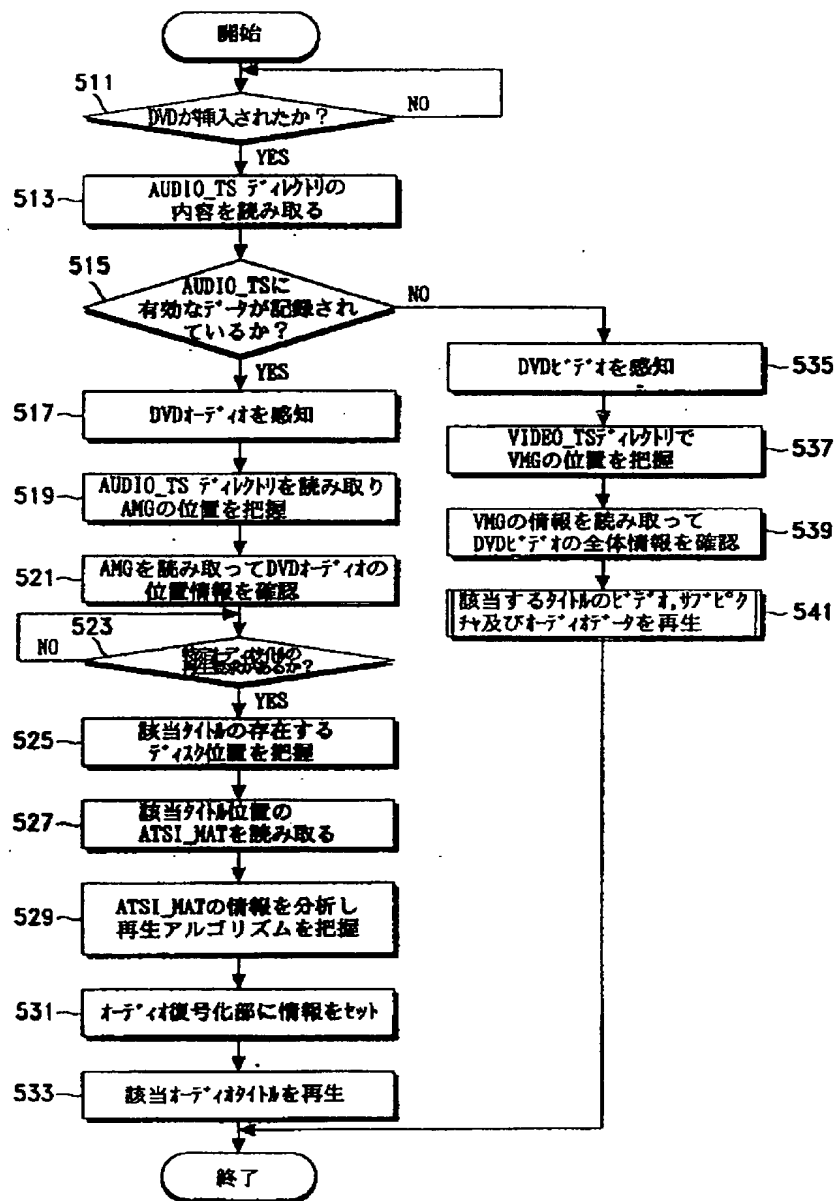 開始
511
DVDが挿入されたか?
NO
YES
513
AUDIO_TS ディレクトリの
内容を読み取る
515
AUDIO_TSに
有効なデータが記録され
ているか?
NO
YES
517
DVDオーディオを感知
519
AUDIO_TS ディレクトリを読み取り
AMGの位置を把握
521
AMGを読み取ってDVDオーディオの
位置情報を確認
523
NO
再生要求があるか?
YES
525
該当タイトルの存在する
ディスク位置を把握
527
該当タイトル位置の
ATSI_MATを読み取る
529
ATSI_MATの情報を分析し
再生アルゴリズムを把握
531
オーディオ復号化部に情報をセット
533
該当オーディオタイトルを再生
終了
DVDビデオを感知
535
VIDEO_TSディレクトリで
VMGの位置を把握
537
VMGの情報を読み取って
DVDビデオの全体情報を確認
539
該当するタイトルのビデオ,サブピク
チャ及びオーディオデータを再生
541